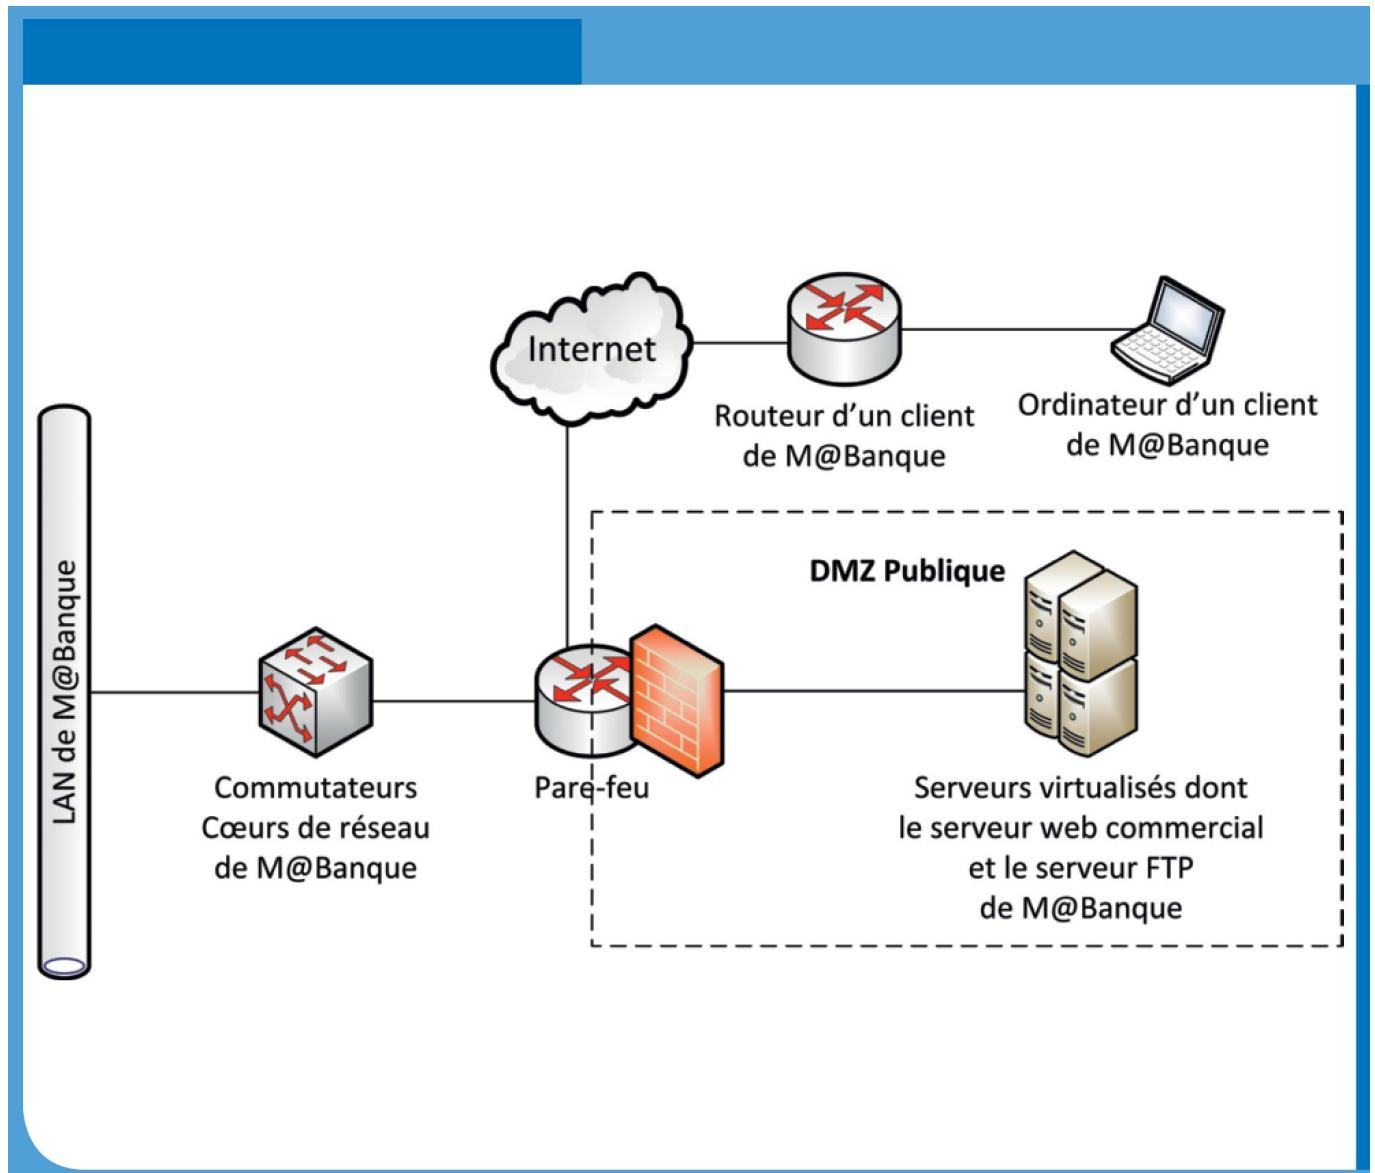 Internet
Routeur d’un client
de M@Banque
Ordinateur d’un client
de M@Banque
DMZ Publique
LAN de M@Banque
Commutateurs
Cœurs de réseau
de M@Banque
Pare-feu
Serveurs virtualisés dont
le serveur web commercial
et le serveur FTP
de M@Banque